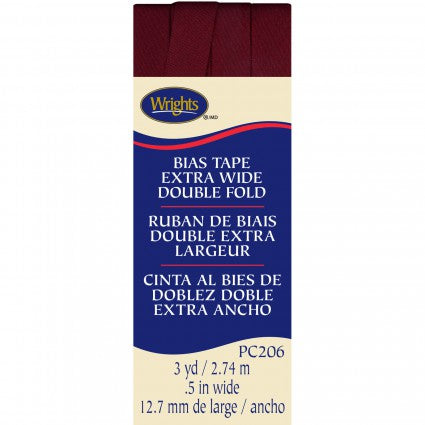 Wrights
® IMD
BIAS TAPE
EXTRA WIDE
DOUBLE FOLD
RUBAN DE BIAIS
DOUBLE EXTRA
LARGEUR
CINTA AL BIES DE
DOBLEZ DOBLE
EXTRA ANCHO
PC206
3 yd / 2.74 m
.5 in wide
12.7 mm de large / ancho